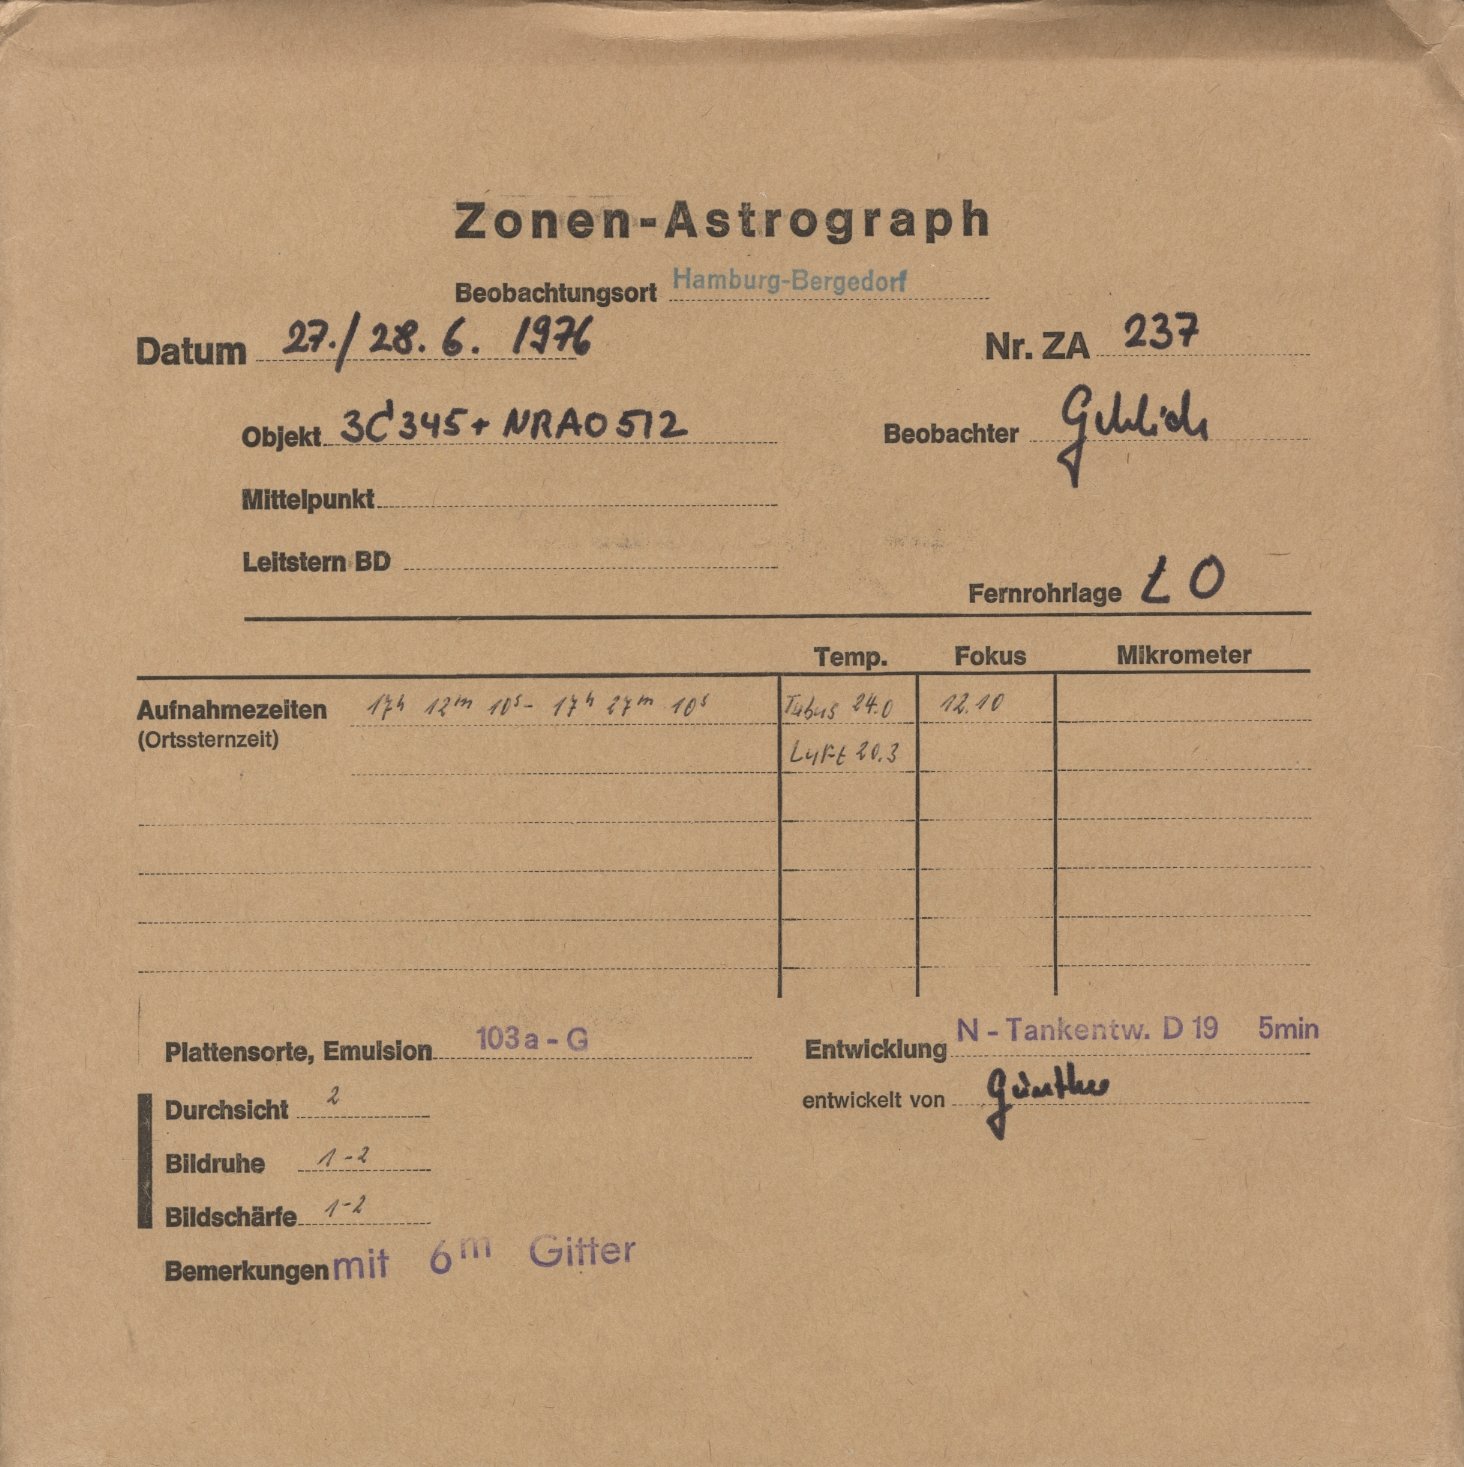 Zonen-Astrograph
Beobachtungsort Hamburg-Bergedorf
Datum 27./28. 6. 1976 Nr. ZA 237
Objekt 3C345 + NRAO 512 Beobachter
Mittelpunkt
Leitstern BD
Fernrohrlage L O
Temp. Fokus Mikrometer
Aufnahmezeiten 17h 12m 10s - 17h 27m 10s Tubus 24.0 12.10
(Ortssternzeit)
Luft 20.3
Plattensorte, Emulsion 103a-G Entwicklung N-Tankentw. D 19 5min
Durchsicht 2 entwickelt von Günther
Bildruhe 1-2
Bildschärfe 1-2
Bemerkungen mit 6m Gitter